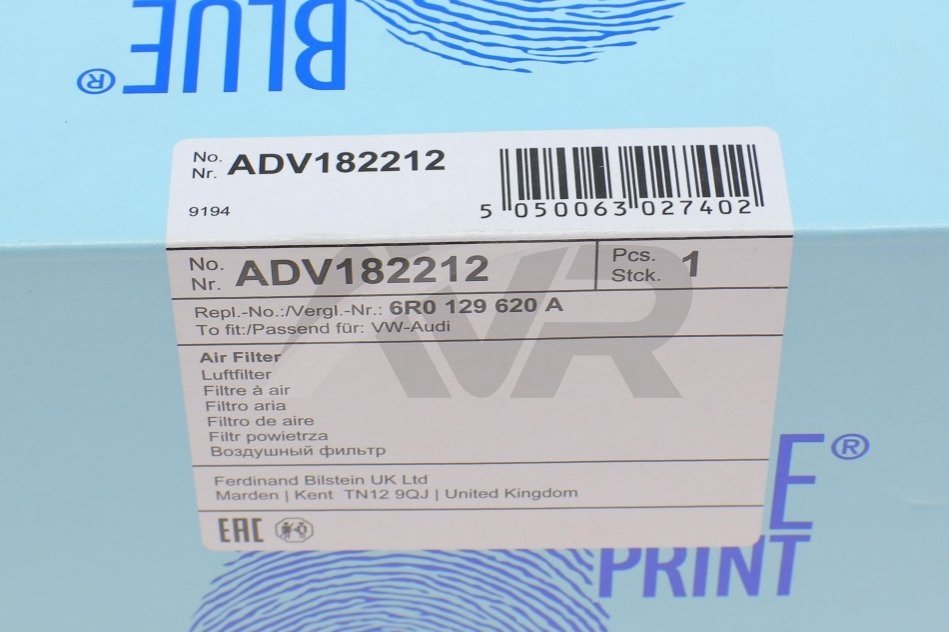 BLUE®
No.
Nr. ADV182212
9194
5 050063 027402
No.
Nr. ADV182212
Pcs.
Stck. 1
Repl.-No.:/Vergl.-Nr.: 6R0 129 620 A
To fit:/Passend für: VW-Audi
Air Filter
Luftfilter
Filtre à air
Filtro aria
Filtro de aire
Filtr powietrza
Воздушный фильтр
Ferdinand Bilstein UK Ltd
Marden | Kent TN12 9QJ | United Kingdom
EAC
AVR
E®
PRINT